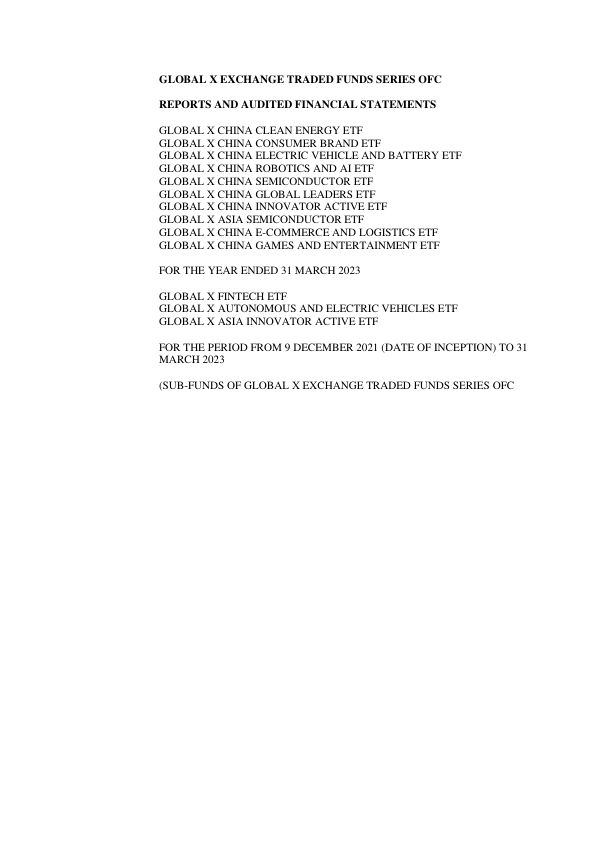 GLOBAL X EXCHANGE TRADED FUNDS SERIES OFC
REPORTS AND AUDITED FINANCIAL STATEMENTS
GLOBAL X CHINA CLEAN ENERGY ETF
GLOBAL X CHINA CONSUMER BRAND ETF
GLOBAL X CHINA ELECTRIC VEHICLE AND BATTERY ETF
GLOBAL X CHINA ROBOTICS AND AI ETF
GLOBAL X CHINA SEMICONDUCTOR ETF
GLOBAL X CHINA GLOBAL LEADERS ETF
GLOBAL X CHINA INNOVATOR ACTIVE ETF
GLOBAL X ASIA SEMICONDUCTOR ETF
GLOBAL X CHINA E-COMMERCE AND LOGISTICS ETF
GLOBAL X CHINA GAMES AND ENTERTAINMENT ETF
FOR THE YEAR ENDED 31 MARCH 2023
GLOBAL X FINTECH ETF
GLOBAL X AUTONOMOUS AND ELECTRIC VEHICLES ETF
GLOBAL X ASIA INNOVATOR ACTIVE ETF
FOR THE PERIOD FROM 9 DECEMBER 2021 (DATE OF INCEPTION) TO 31
MARCH 2023
(SUB-FUNDS OF GLOBAL X EXCHANGE TRADED FUNDS SERIES OFC